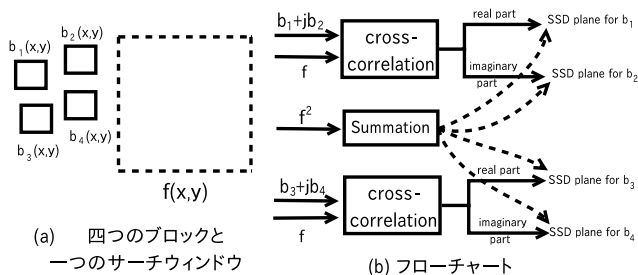 b₁(x,y)
b₂(x,y)
b₃(x,y)
b₄(x,y)
f(x,y)
(a) 四つのブロックと
一つのサーチウィンドウ
b₁+jb₂
f
cross-
correlation
real part
imaginary
part
SSD plane for b₁
SSD plane for b₂
f²
Summation
b₃+jb₄
f
cross-
correlation
real part
imaginary
part
SSD plane for b₃
SSD plane for b₄
(b) フローチャート